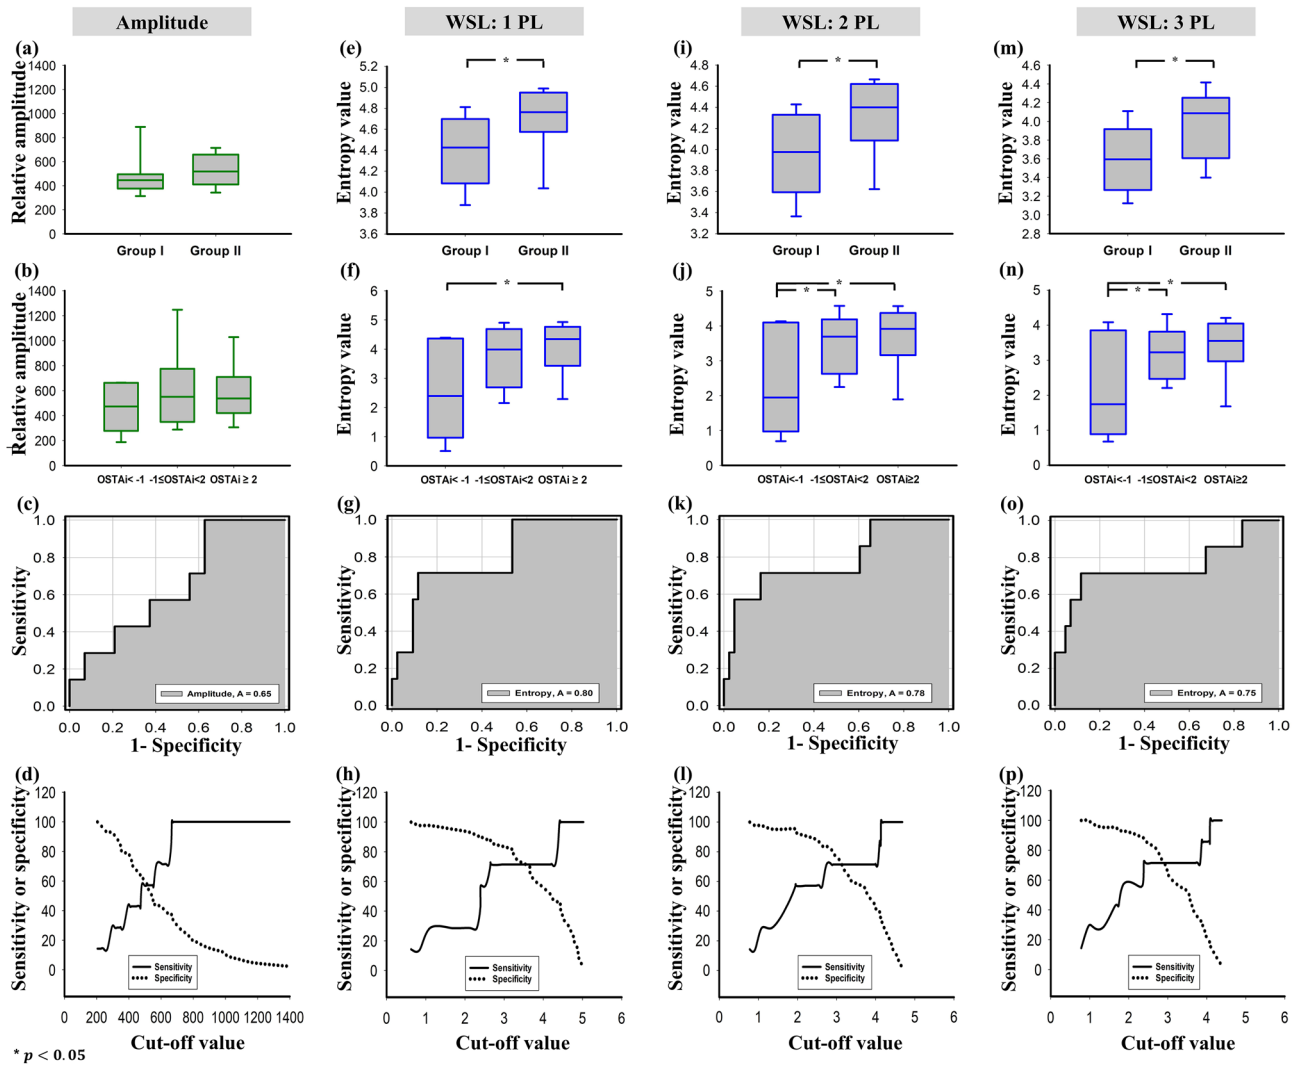 Amplitude
WSL: 1 PL
WSL: 2 PL
WSL: 3 PL
(a)
Relative amplitude
1400
1200
1000
800
600
400
200
0
Group I
Group II
(e)
Entropy value
5.2
5.0
4.8
4.6
4.4
4.2
4.0
3.8
3.6
*
Group I
Group II
(i)
Entropy value
4.8
4.6
4.4
4.2
4.0
3.8
3.6
3.4
3.2
*
Group I
Group II
(m)
Entropy value
4.6
4.4
4.2
4.0
3.8
3.6
3.4
3.2
3.0
2.8
*
Group I
Group II
(b)
Relative amplitude
1400
1200
1000
800
600
400
200
0
OSTAi< -1
-1≤OSTAi<2
OSTAi ≥ 2
(f)
Entropy value
6
5
4
3
2
1
0
*
OSTAi< -1
-1≤OSTAi<2
OSTAi ≥ 2
(j)
Entropy value
5
4
3
2
1
0
*
*
OSTAi<-1
-1≤OSTAi<2
OSTAi≥2
(n)
Entropy value
5
4
3
2
1
0
*
*
OSTAi<-1
-1≤OSTAi<2
OSTAi≥2
(c)
Sensitivity
1.0
0.8
0.6
0.4
0.2
0.0
Amplitude, A = 0.65
0.0 0.2 0.4 0.6 0.8 1.0
1- Specificity
(g)
Sensitivity
1.0
0.8
0.6
0.4
0.2
0.0
Entropy, A = 0.80
0.0 0.2 0.4 0.6 0.8 1.0
1- Specificity
(k)
Sensitivity
1.0
0.8
0.6
0.4
0.2
0.0
Entropy, A = 0.78
0.0 0.2 0.4 0.6 0.8 1.0
1- Specificity
(o)
Sensitivity
1.0
0.8
0.6
0.4
0.2
0.0
Entropy, A = 0.75
0.0 0.2 0.4 0.6 0.8 1.0
1- Specificity
(d)
Sensitivity or specificity
120
100
80
60
40
20
0
Sensitivity
Specificity
0 200 400 600 800 1000 1200 1400
Cut-off value
(h)
Sensitivity or specificity
120
100
80
60
40
20
0
Sensitivity
Specificity
0 1 2 3 4 5 6
Cut-off value
(l)
Sensitivity or specificity
120
100
80
60
40
20
0
Sensitivity
Specificity
0 1 2 3 4 5 6
Cut-off value
(p)
Sensitivity or specificity
120
100
80
60
40
20
0
Sensitivity
Specificity
0 1 2 3 4 5 6
Cut-off value
* p < 0.05